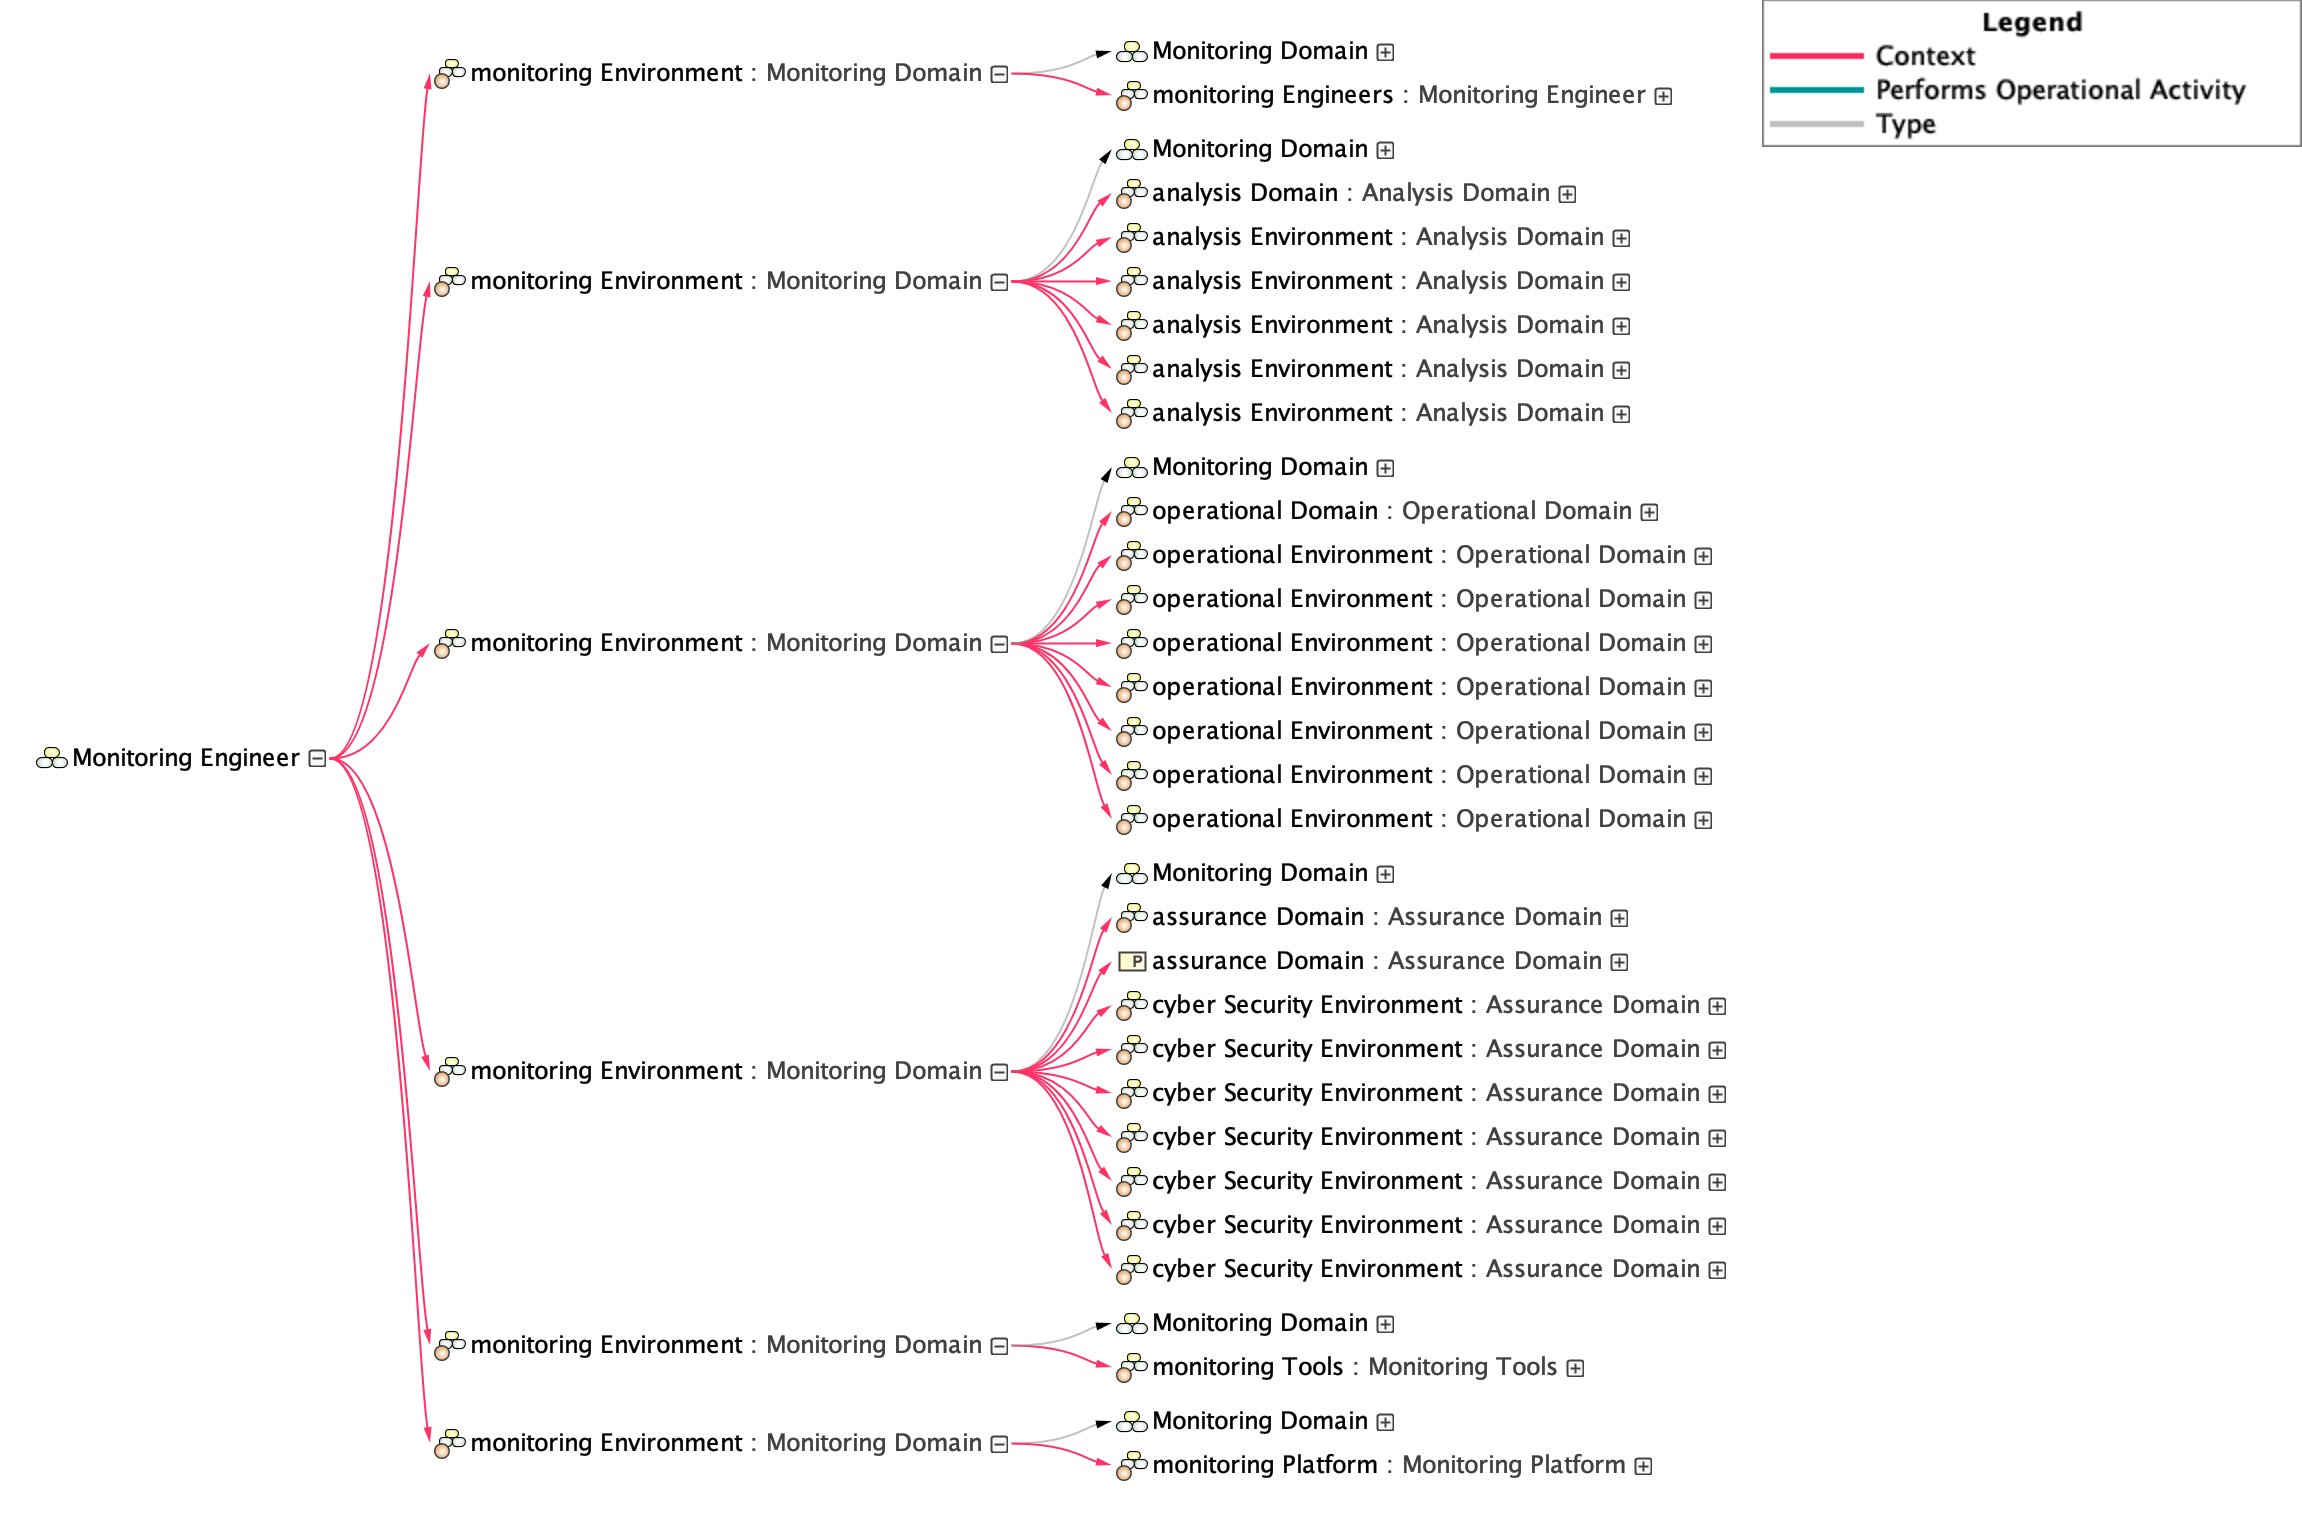 Legend
Context
Performs Operational Activity
Type
Monitoring Engineer
monitoring Environment : Monitoring Domain
Monitoring Domain
monitoring Engineers : Monitoring Engineer
monitoring Environment : Monitoring Domain
Monitoring Domain
analysis Domain : Analysis Domain
analysis Environment : Analysis Domain
analysis Environment : Analysis Domain
analysis Environment : Analysis Domain
analysis Environment : Analysis Domain
analysis Environment : Analysis Domain
monitoring Environment : Monitoring Domain
Monitoring Domain
operational Domain : Operational Domain
operational Environment : Operational Domain
operational Environment : Operational Domain
operational Environment : Operational Domain
operational Environment : Operational Domain
operational Environment : Operational Domain
operational Environment : Operational Domain
operational Environment : Operational Domain
monitoring Environment : Monitoring Domain
Monitoring Domain
assurance Domain : Assurance Domain
P assurance Domain : Assurance Domain
cyber Security Environment : Assurance Domain
cyber Security Environment : Assurance Domain
cyber Security Environment : Assurance Domain
cyber Security Environment : Assurance Domain
cyber Security Environment : Assurance Domain
cyber Security Environment : Assurance Domain
cyber Security Environment : Assurance Domain
monitoring Environment : Monitoring Domain
Monitoring Domain
monitoring Tools : Monitoring Tools
monitoring Environment : Monitoring Domain
Monitoring Domain
monitoring Platform : Monitoring Platform